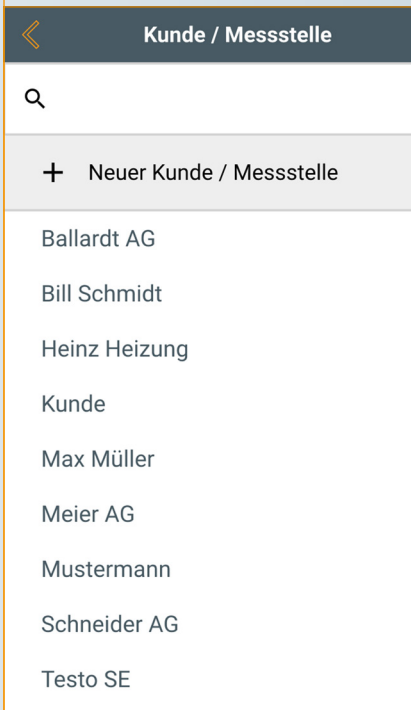 Kunde / Messstelle
Neuer Kunde / Messstelle
Ballardt AG
Bill Schmidt
Heinz Heizung
Kunde
Max Müller
Meier AG
Mustermann
Schneider AG
Testo SE